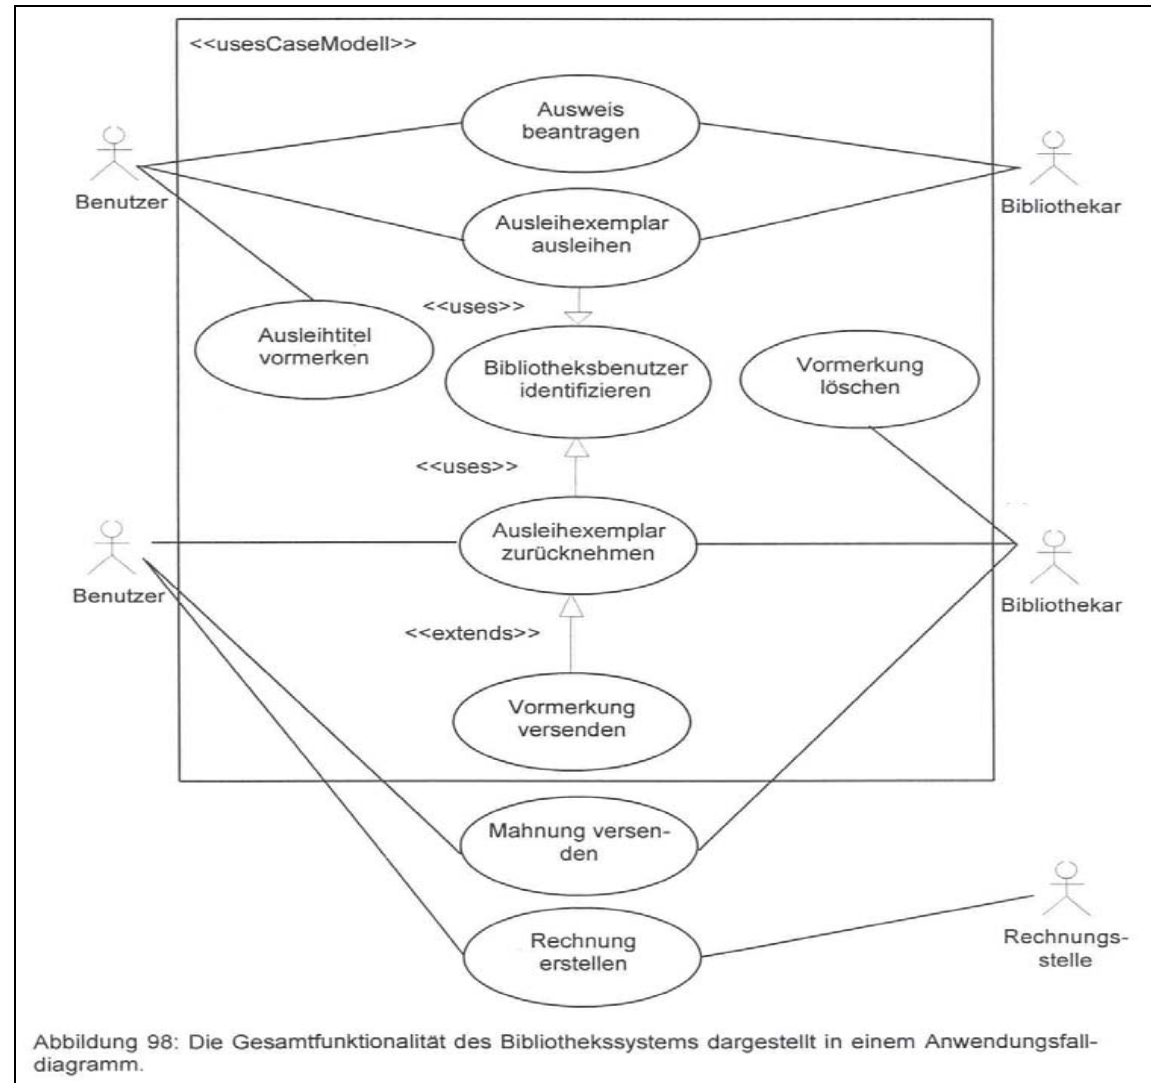 <<usesCaseModell>>
Ausweis
beantragen
Benutzer
Bibliothekar
Ausleihexemplar
ausleihen
<<uses>>
Ausleihtitel
vormerken
Bibliotheksbenutzer
identifizieren
Vormerkung
löschen
<<uses>>
Ausleihexemplar
zurücknehmen
Benutzer
Bibliothekar
<<extends>>
Vormerkung
versenden
Mahnung versen-
den
Rechnung
erstellen
Rechnungs-
stelle
Abbildung 98: Die Gesamtfunktionalität des Bibliothekssystems dargestellt in einem Anwendungsfall-
diagramm.